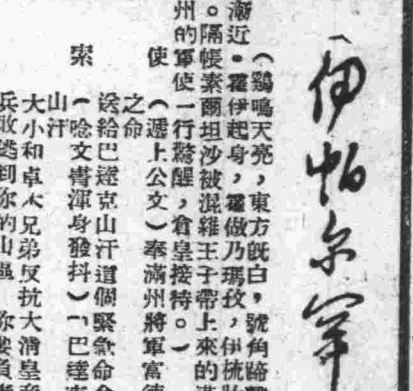 伊帕尔罕
（鷄鳴天亮，東方旣白，號角蹄
漸近。霍伊起身，霍做乃瑪孜，伊梳
。隔帳素爾坦沙被混雜王子帶上來的
州的軍使一行驚醒，倉皇接待。）
使（遞上公文）奉滿州將軍富德
之命
送給巴達克山汗這個緊急命
索（唸文書渾身發抖）「巴達
山汗
大小和卓木兄弟反抗大淸皇
兵敗逃到你的山區 你要負